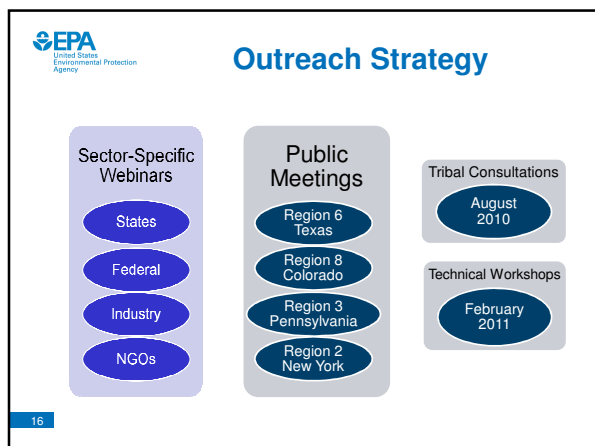 EPA
United States
Environmental Protection
Agency
Outreach Strategy
Sector-Specific
Webinars
States
Federal
Industry
NGOs
Public
Meetings
Region 6
Texas
Region 8
Colorado
Region 3
Pennsylvania
Region 2
New York
Tribal Consultations
August
2010
Technical Workshops
February
2011
16